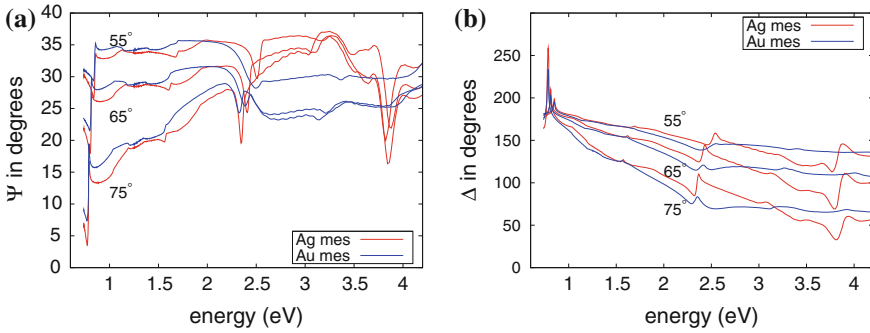 (a)
40
35
30
25
20
15
10
5
0
Ψ in degrees
55°
65°
75°
Ag mes
Au mes
1 1.5 2 2.5 3 3.5 4
energy (eV)
(b)
300
250
200
150
100
50
0
Δ in degrees
Ag mes
Au mes
55°
65°
75°
1 1.5 2 2.5 3 3.5 4
energy (eV)